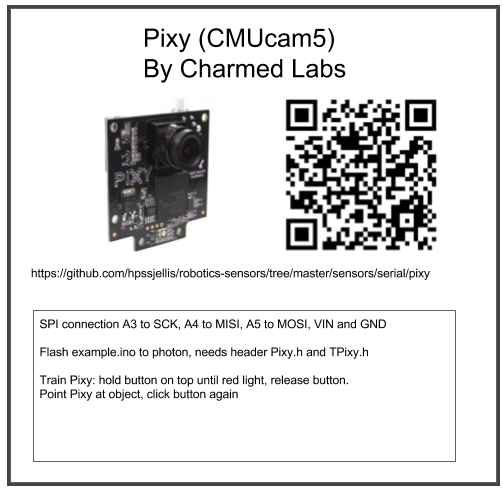 Pixy (CMUcam5)
By Charmed Labs
PIXY
https://github.com/hpssjellis/robotics-sensors/tree/master/sensors/serial/pixy
SPI connection A3 to SCK, A4 to MISI, A5 to MOSI, VIN and GND
Flash example.ino to photon, needs header Pixy.h and TPixy.h
Train Pixy: hold button on top until red light, release button.
Point Pixy at object, click button again